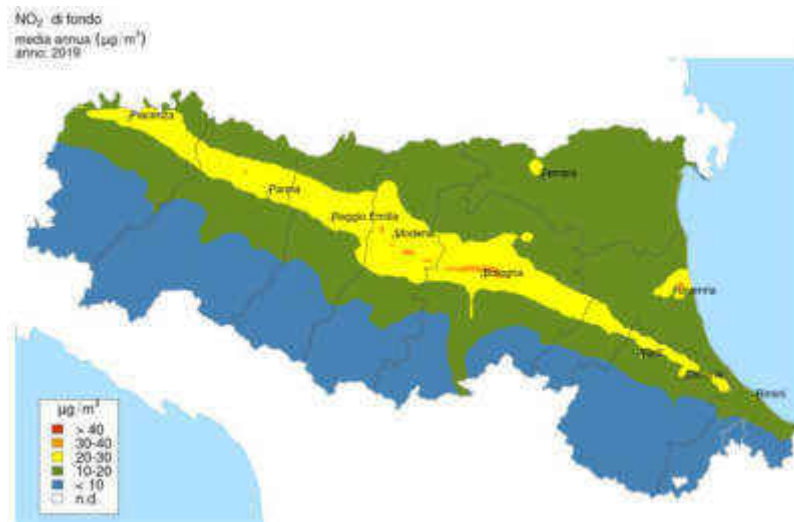 NO₂ di fondo
media annua (µg/m³)
anno: 2019
Piacenza
Parma
Reggio Emilia
Modena
Ferrara
Bologna
Ravenna
Forlì
Rimini
µg/m³
> 40
30-40
20-30
10-20
< 10
n.d.